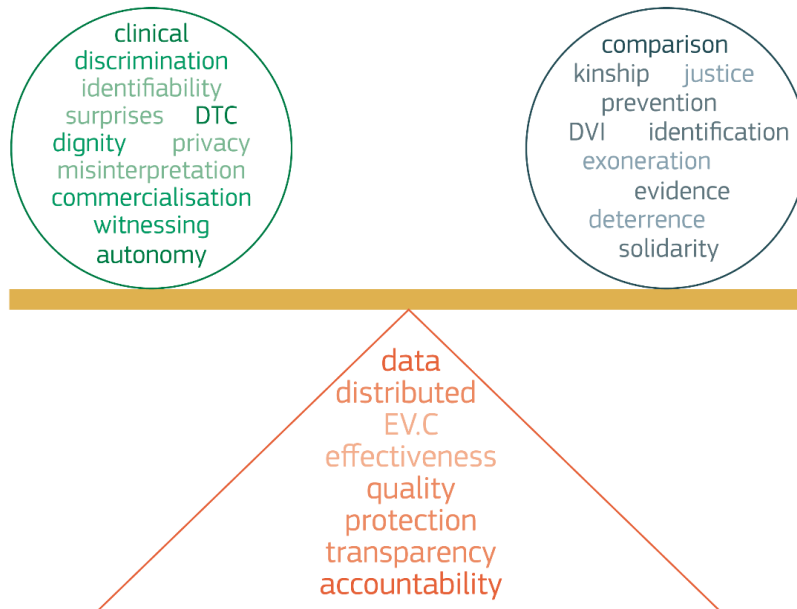 clinical
discrimination
identifiability
surprises DTC
dignity privacy
misinterpretation
commercialisation
witnessing
autonomy
comparison
kinship justice
prevention
DVI identification
exoneration
evidence
deterrence
solidarity
data
distributed
EV.C
effectiveness
quality
protection
transparency
accountability